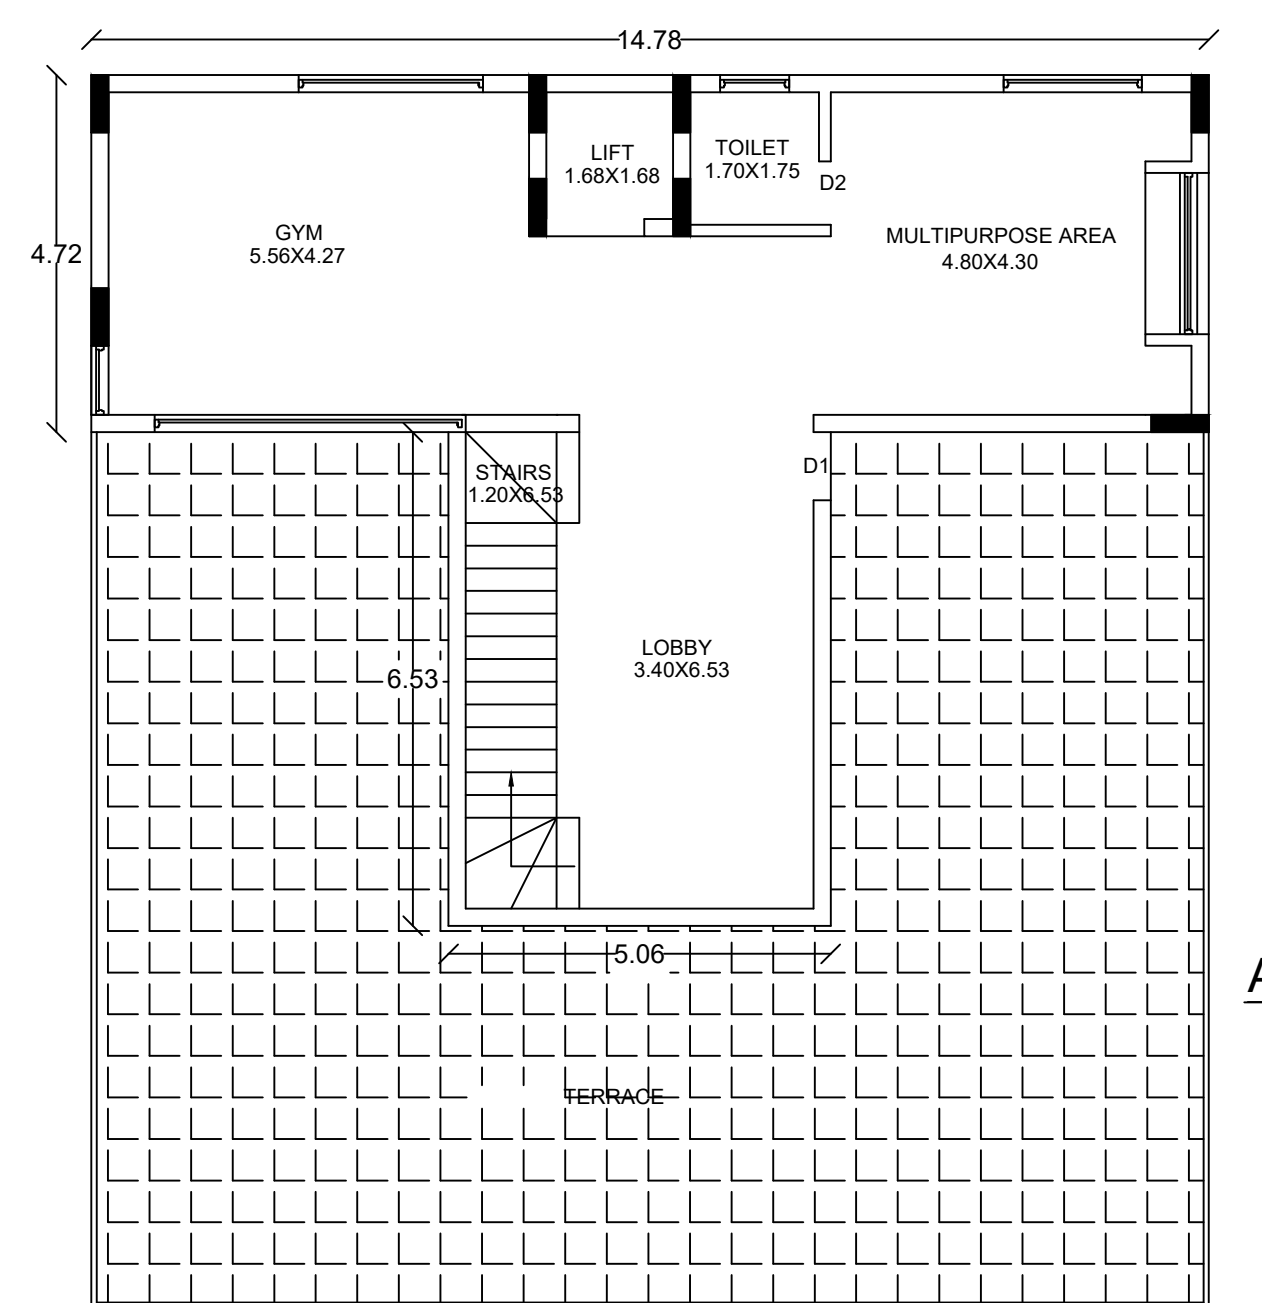 14.78
LIFT
1.68X1.68
TOILET
1.70X1.75
D2
GYM
5.56X4.27
4.72
MULTIPURPOSE AREA
4.80X4.30
STAIRS
1.20X6.53
D1
LOBBY
3.40X6.53
6.53
5.06
A
TERRACE